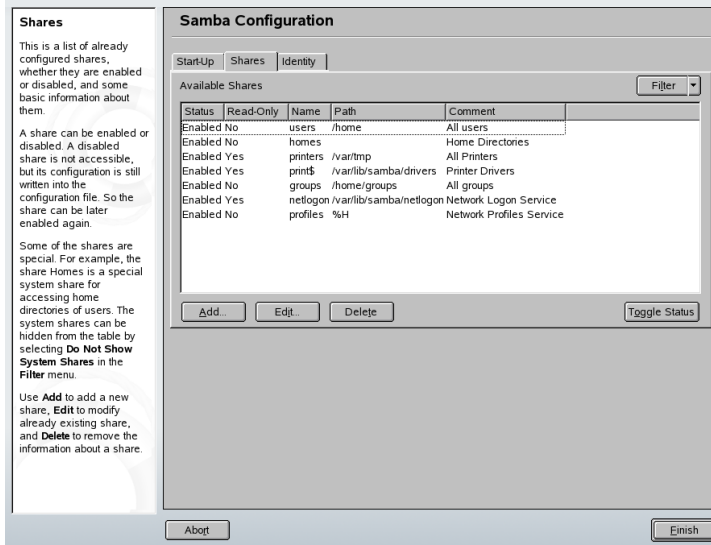 Shares
This is a list of already
configured shares,
whether they are enabled
or disabled, and some
basic information about
them.
A share can be enabled or
disabled. A disabled
share is not accessible,
but its configuration is still
written into the
configuration file. So the
share can be later
enabled again.
Some of the shares are
special. For example, the
share Homes is a special
system share for
accessing home
directories of users. The
system shares can be
hidden from the table by
selecting Do Not Show
System Shares in the
Filter menu.
Use Add to add a new
share, Edit to modify
already existing share,
and Delete to remove the
information about a share.
Samba Configuration
Start-Up Shares Identity
Available Shares Filter
Status Read-Only Name Path Comment
Enabled No users /home All users
Enabled No homes Home Directories
Enabled Yes printers /var/tmp All Printers
Enabled Yes print$ /var/lib/samba/drivers Printer Drivers
Enabled No groups /home/groups All groups
Enabled Yes netlogon /var/lib/samba/netlogon Network Logon Service
Enabled No profiles %H Network Profiles Service
Add... Edit... Delete Toggle Status
Abort Finish